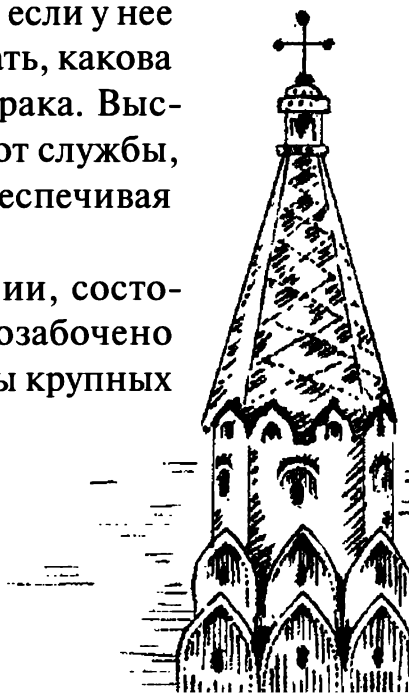 если у нее
ать, какова
рака. Выс-
от службы,
еспечивая
ии, состо-
озабочено
ы крупных